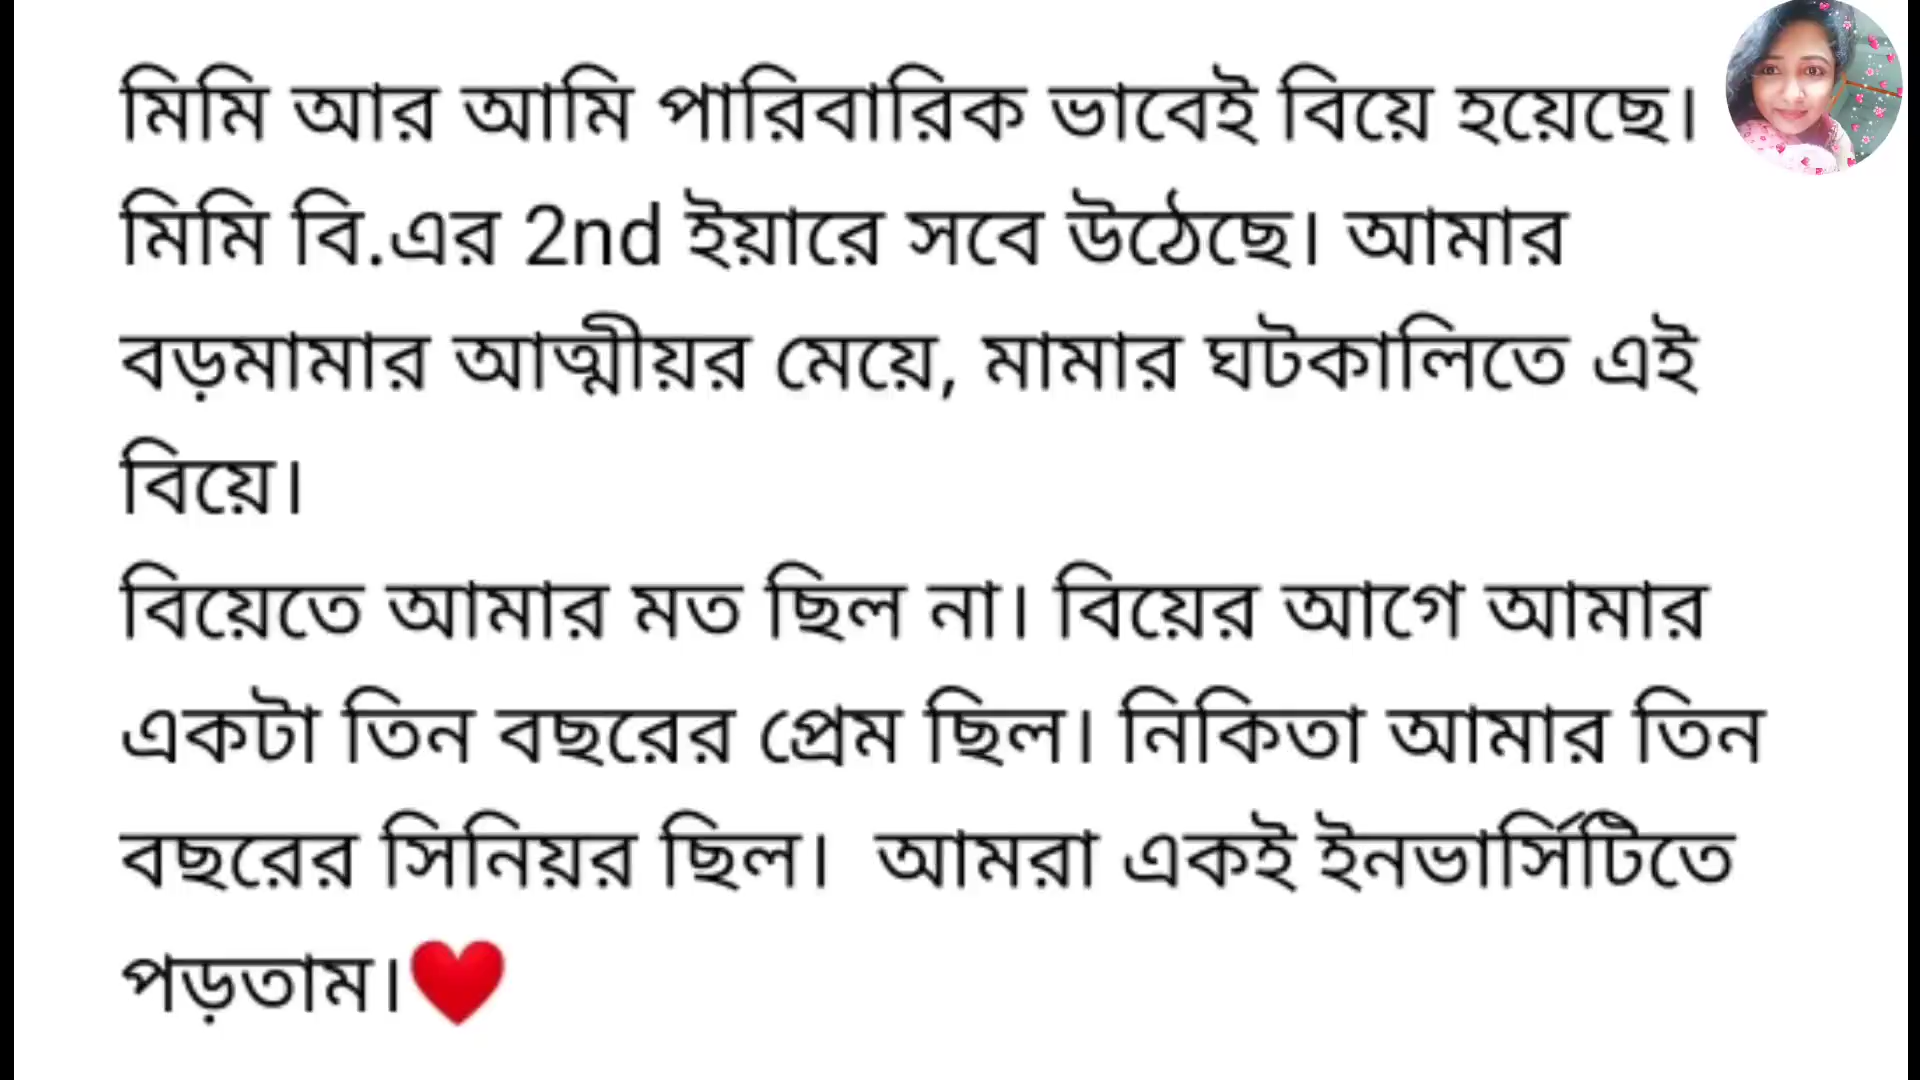 মিমি আর আমি পারিবারিক ভাবেই বিয়ে হয়েছে।
মিমি বি.এর 2nd ইয়ারে সবে উঠেছে। আমার
বড়মামার আত্মীয়র মেয়ে, মামার ঘটকালিতে এই
বিয়ে।
বিয়েতে আমার মত ছিল না। বিয়ের আগে আমার
একটা তিন বছরের প্রেম ছিল। নিকিতা আমার তিন
বছরের সিনিয়র ছিল। আমরা একই ইনভার্সিটিতে
পড়তাম।❤️